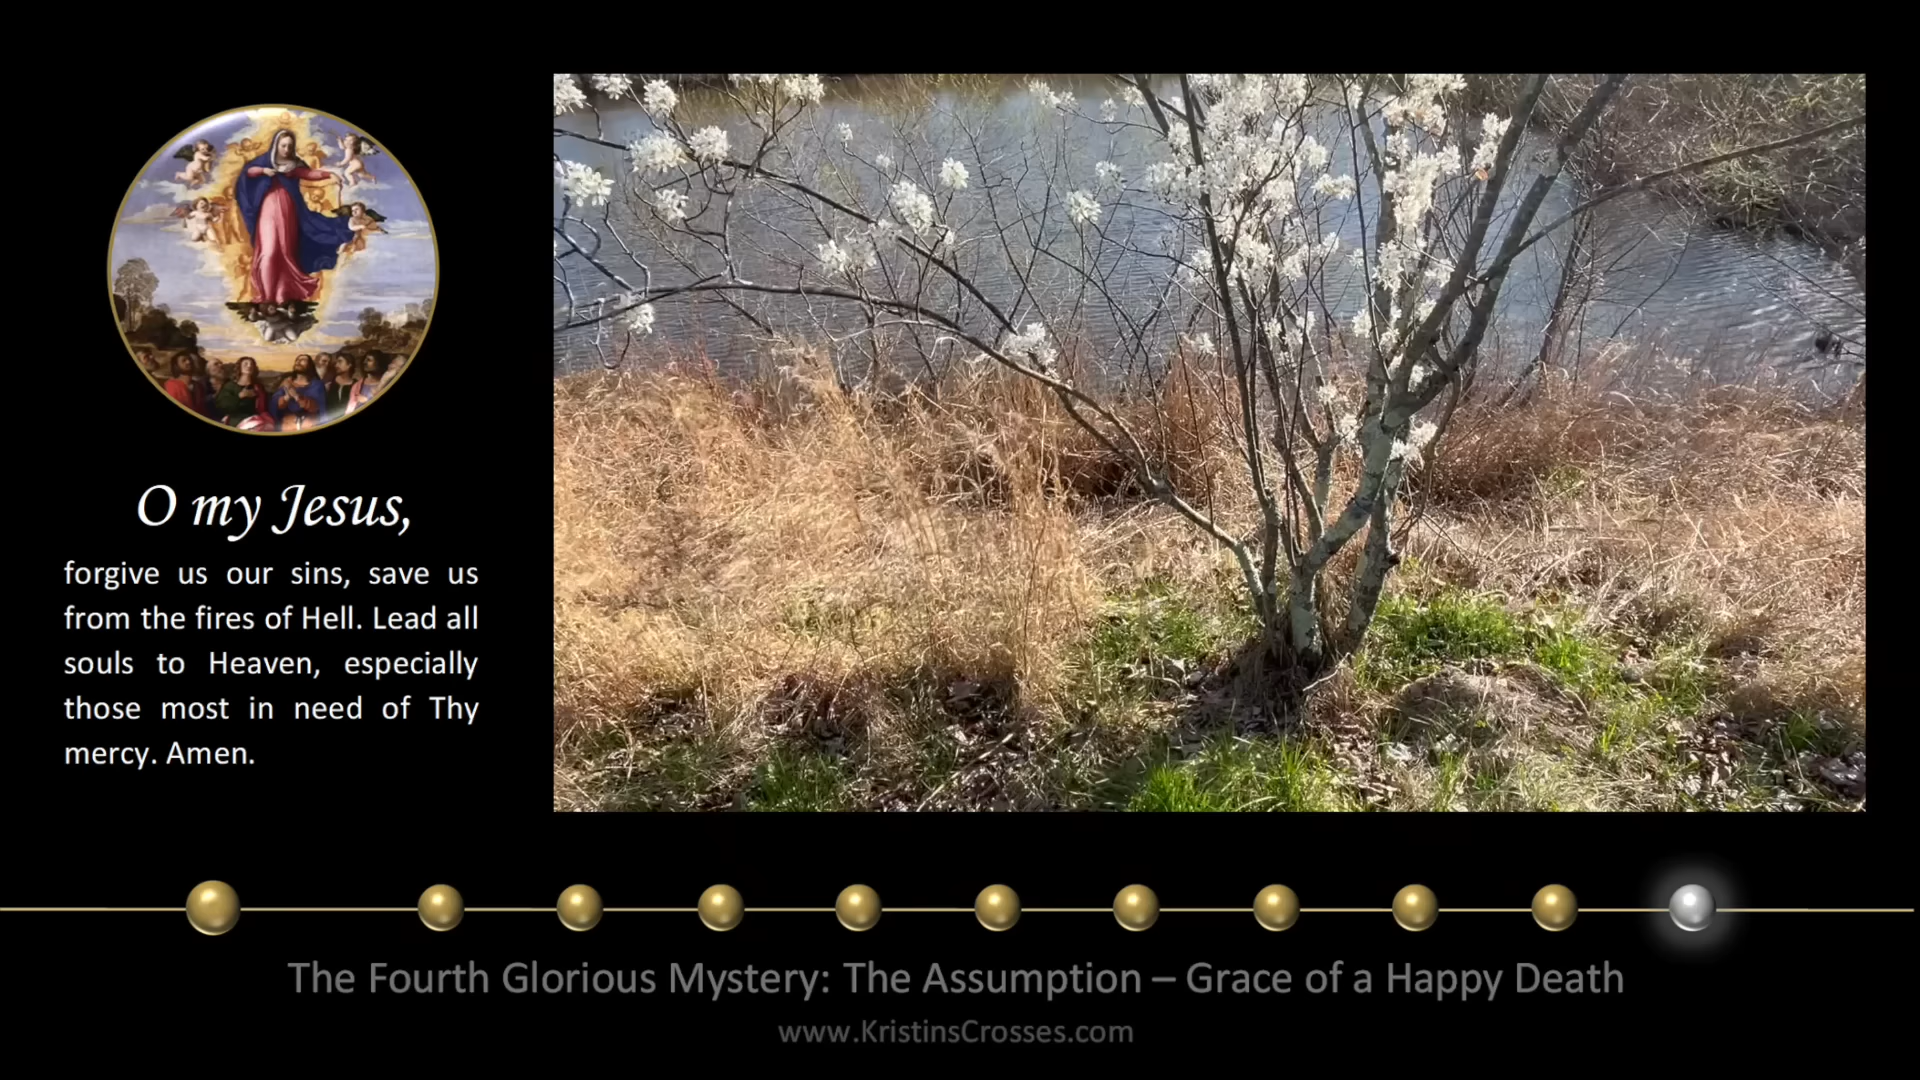 O my Jesus,
forgive us our sins, save us
from the fires of Hell. Lead all
souls to Heaven, especially
those most in need of Thy
mercy. Amen.
The Fourth Glorious Mystery: The Assumption – Grace of a Happy Death
www.KristinsCrosses.com